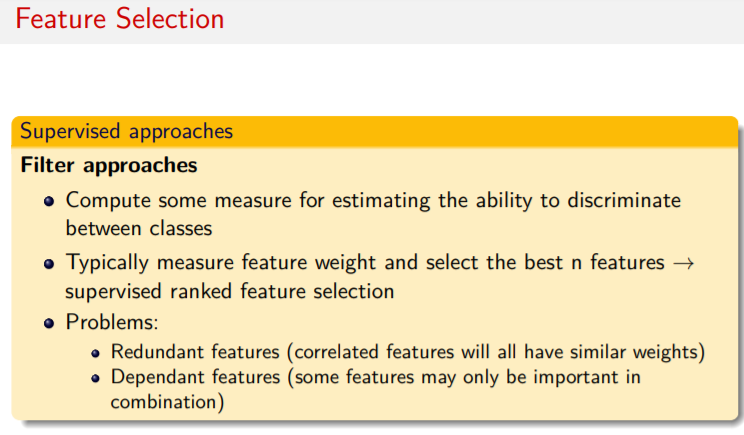 Feature Selection
Supervised approaches
Filter approaches
Compute some measure for estimating the ability to discriminate
between classes
Typically measure feature weight and select the best n features →
supervised ranked feature selection
Problems:
Redundant features (correlated features will all have similar weights)
Dependant features (some features may only be important in
combination)